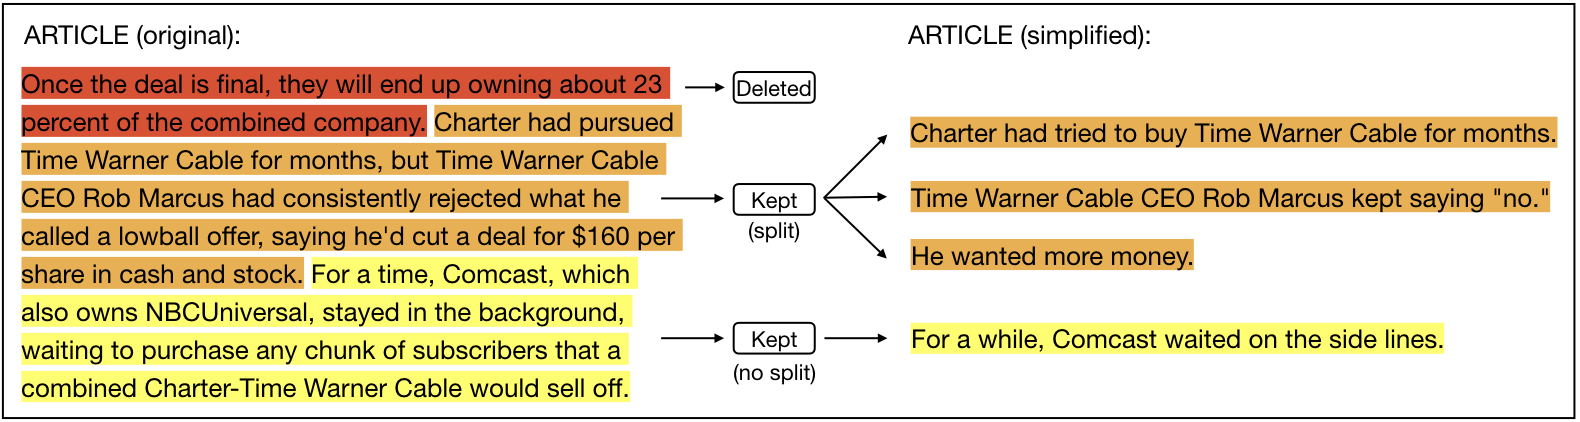 ARTICLE (original):
Once the deal is final, they will end up owning about 23
percent of the combined company. Charter had pursued
Time Warner Cable for months, but Time Warner Cable
CEO Rob Marcus had consistently rejected what he
called a lowball offer, saying he'd cut a deal for $160 per
share in cash and stock. For a time, Comcast, which
also owns NBCUniversal, stayed in the background,
waiting to purchase any chunk of subscribers that a
combined Charter-Time Warner Cable would sell off.
Deleted
Kept
(split)
Kept
(no split)
ARTICLE (simplified):
Charter had tried to buy Time Warner Cable for months.
Time Warner Cable CEO Rob Marcus kept saying "no."
He wanted more money.
For a while, Comcast waited on the side lines.